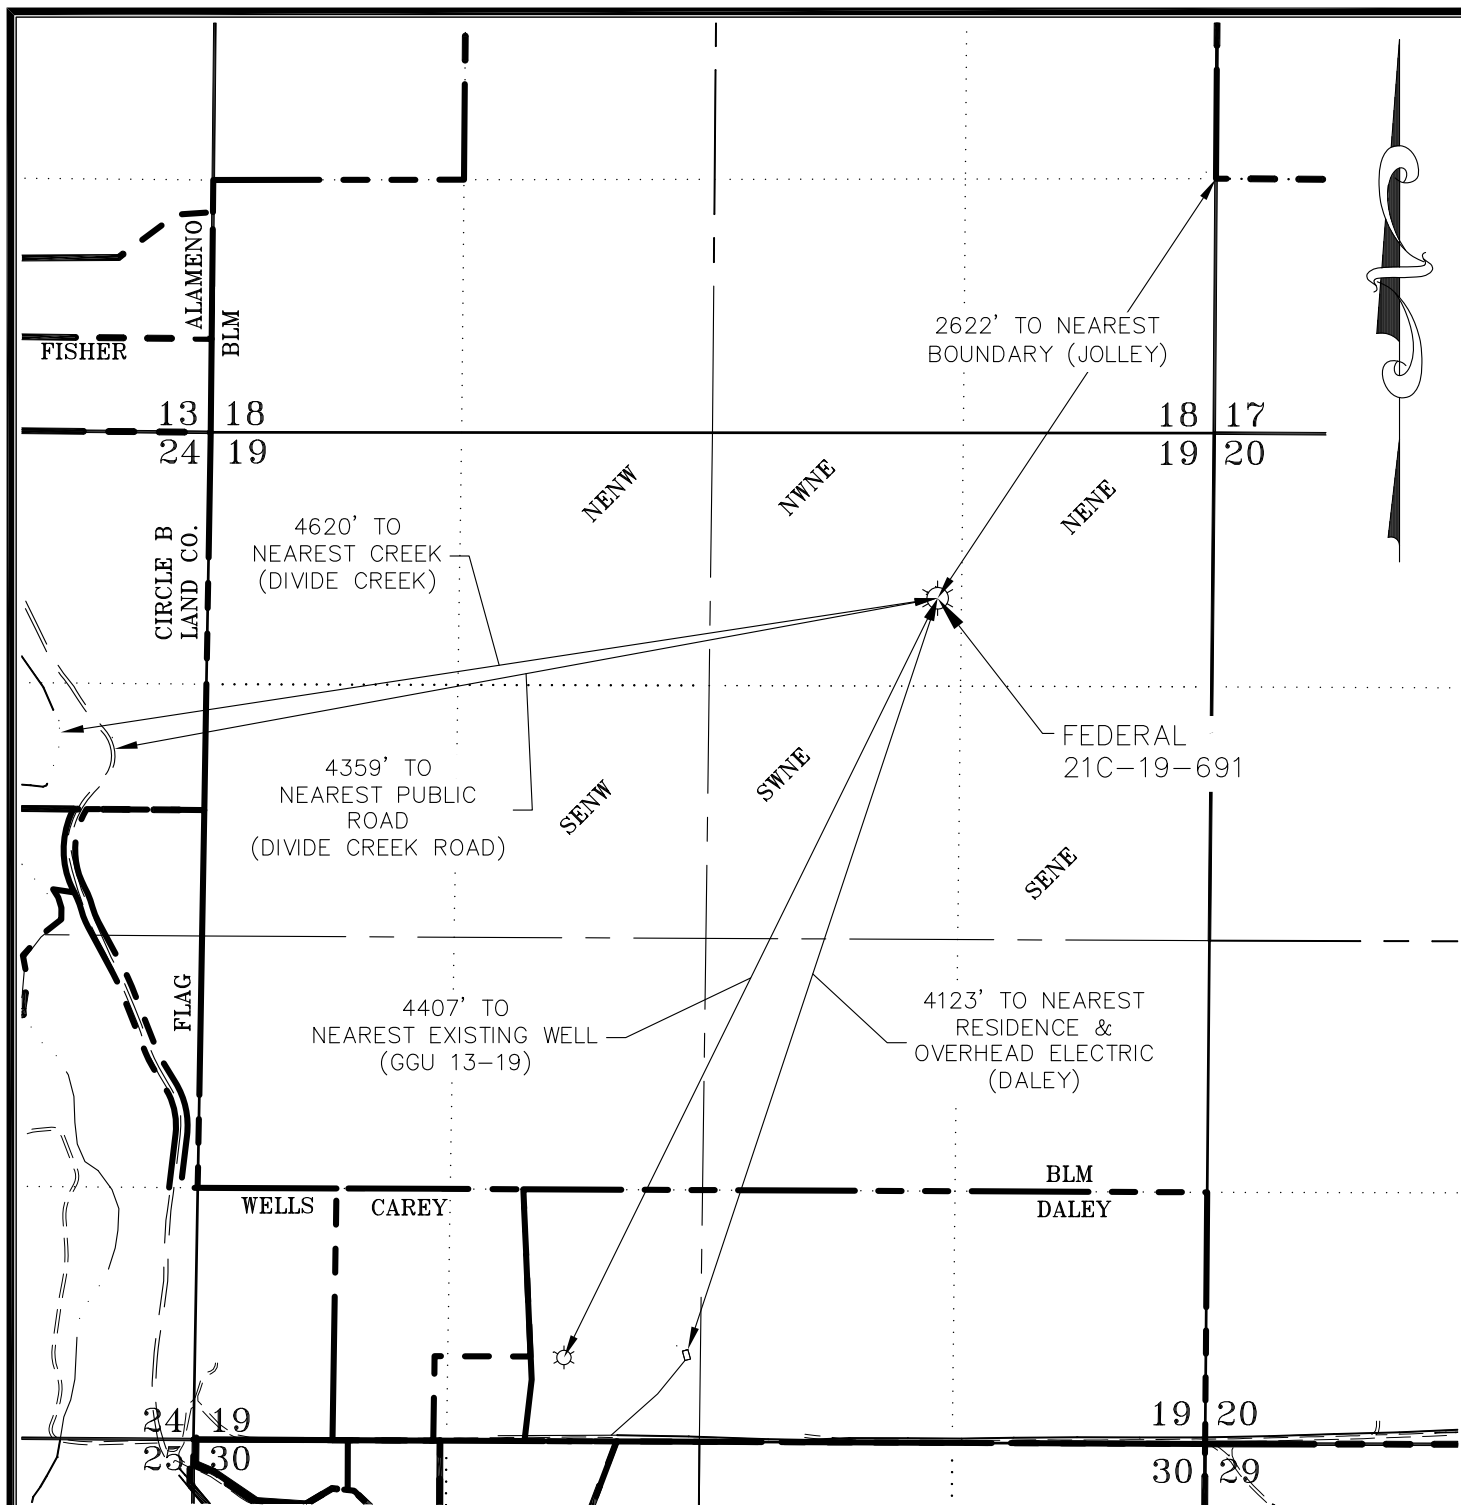 ALAMENO
BLM
FISHER
2622' TO NEAREST
BOUNDARY (JOLLEY)
13 18
24 19
18 17
19 20
NENW
NWNE
NENE
4620' TO
NEAREST CREEK
(DIVIDE CREEK)
CIRCLE B
LAND CO.
FEDERAL
21C-19-691
4359' TO
NEAREST PUBLIC
ROAD
(DIVIDE CREEK ROAD)
SENW
SWNE
SENE
FLAG
4407' TO
NEAREST EXISTING WELL
(GGU 13-19)
4123' TO NEAREST
RESIDENCE &
OVERHEAD ELECTRIC
(DALEY)
BLM
WELLS
CAREY
DALEY
24 19
25 30
19 20
30 29